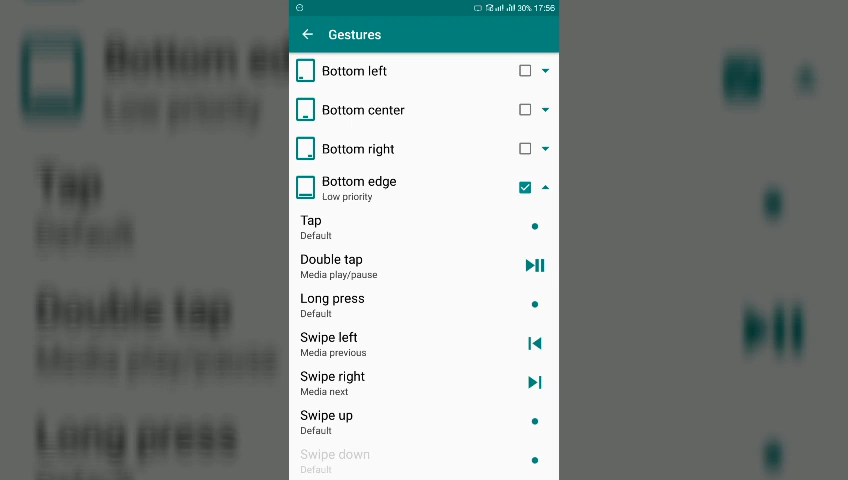 30% 17:56
Gestures
Bottom left
Bottom center
Bottom right
Bottom edge
Low priority
Tap
Default
Double tap
Media play/pause
Long press
Default
Swipe left
Media previous
Swipe right
Media next
Swipe up
Default
Swipe down
Default